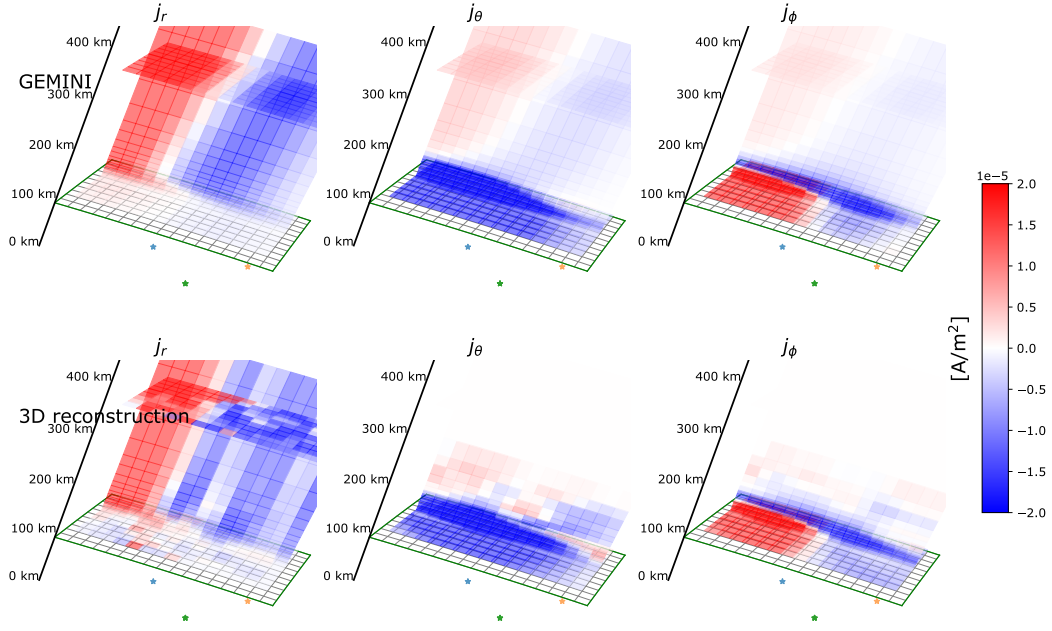 j_r
j_θ
j_ϕ
400 km
400 km
400 km
GEMINI
300 km
300 km
300 km
200 km
200 km
200 km
1e−5
2.0
1.5
1.0
0.5
0.0
−0.5
−1.0
−1.5
−2.0
[A/m²]
100 km
100 km
100 km
0 km
0 km
0 km
j_r
j_θ
j_ϕ
400 km
400 km
400 km
3D reconstruction
300 km
300 km
300 km
200 km
200 km
200 km
100 km
100 km
100 km
0 km
0 km
0 km